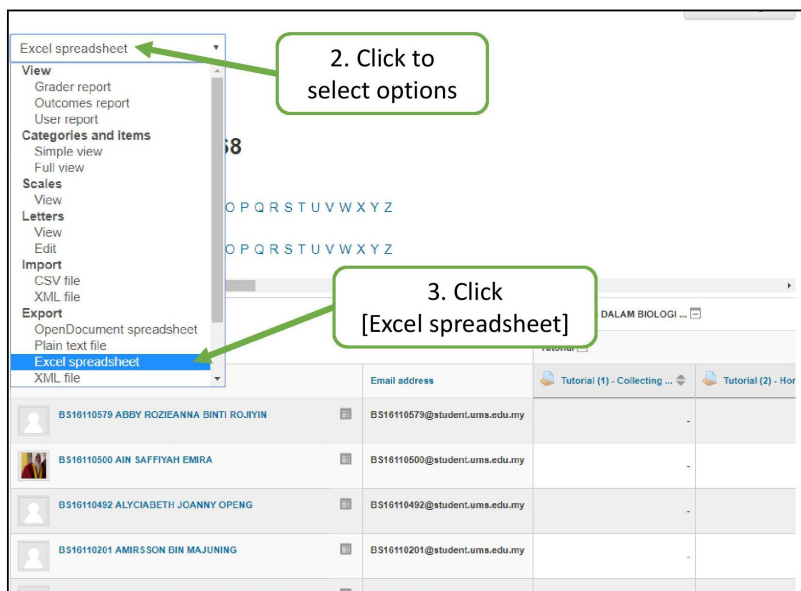 Excel spreadsheet
2. Click to
select options
View
Grader report
Outcomes report
User report
Categories and items
Simple view
68
Full view
Scales
View
O P Q R S T U V W X Y Z
Letters
View
Edit
O P Q R S T U V W X Y Z
Import
CSV file
XML file
3. Click
[Excel spreadsheet]
Export
DALAM BIOLOGI ...
OpenDocument spreadsheet
Plain text file
Tutorial
Excel spreadsheet
XML file
Email address
Tutorial (1) - Collecting ...
Tutorial (2) - Hor
BS16110579 ABBY ROZIEANNA BINTI ROJIYIN
BS16110579@student.ums.edu.my
-
BS16110500 AIN SAFFIYAH EMIRA
BS16110500@student.ums.edu.my
-
BS16110492 ALYCIABETH JOANNY OPENG
BS16110492@student.ums.edu.my
-
BS16110201 AMIRSSON BIN MAJUNING
BS16110201@student.ums.edu.my
-